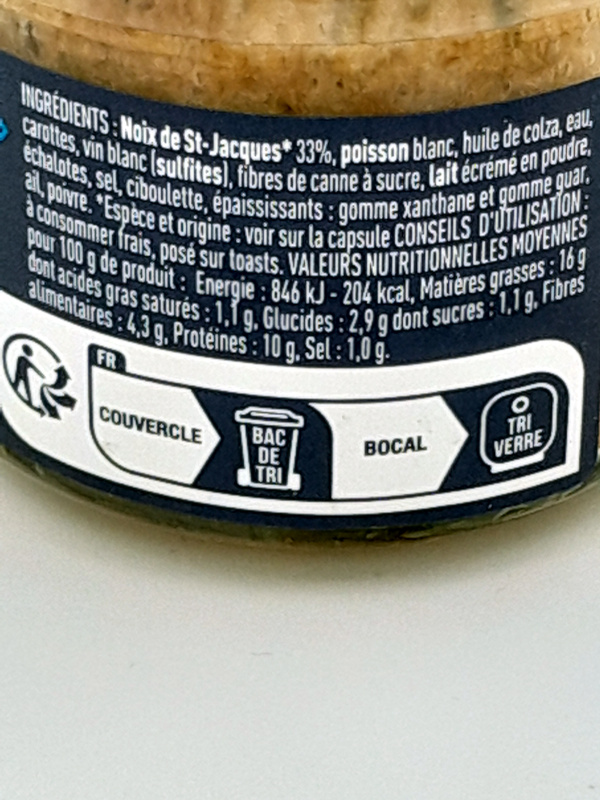 INGRÉDIENTS : Noix de St-Jacques* 33%, poisson blanc, huile de colza, eau,
carottes, vin blanc (sulfites), fibres de canne à sucre, lait écrémé en poudre,
échalotes, sel, ciboulette, épaississants : gomme xanthane et gomme guar,
ail, poivre. *Espèce et origine : voir sur la capsule CONSEILS D'UTILISATION :
à consommer frais, posé sur toasts. VALEURS NUTRITIONNELLES MOYENNES
pour 100 g de produit : Energie : 846 kJ - 204 kcal, Matières grasses : 16 g
dont acides gras saturés : 1,1 g, Glucides : 2,9 g dont sucres : 1,1 g, Fibres
alimentaires : 4,3 g, Protéines : 10 g, Sel : 1,0 g.
FR
COUVERCLE
BAC
DE
TRI
BOCAL
TRI
VERRE